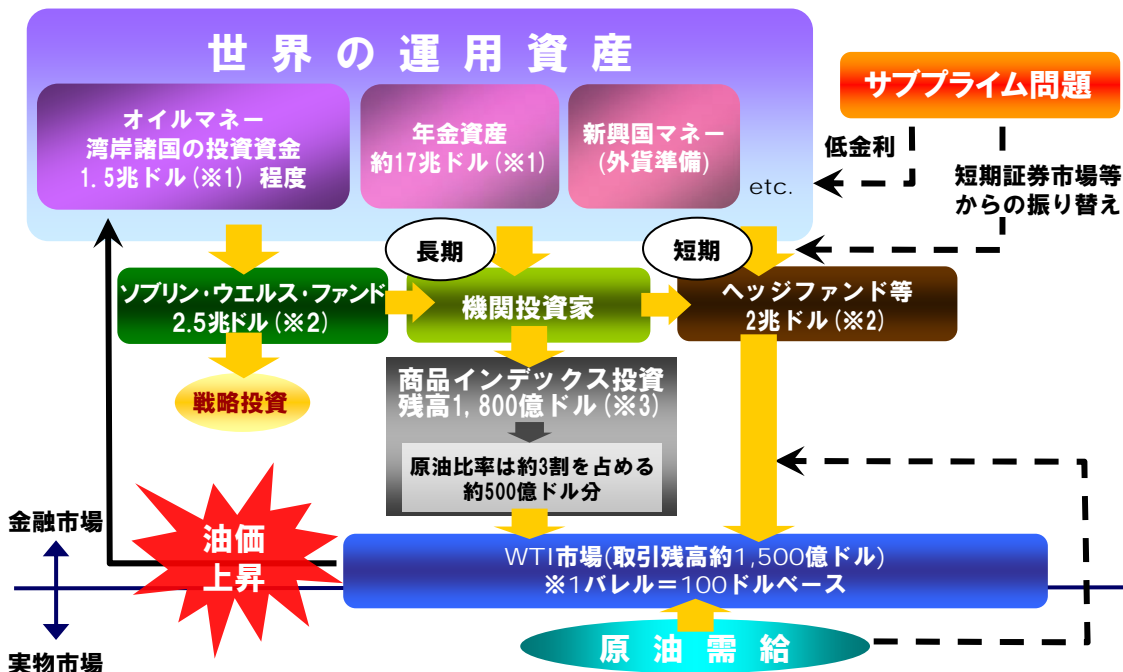 世界の運用資産
サブプライム問題
オイルマネー
湾岸諸国の投資資金
1.5兆ドル(※1) 程度
年金資産
約17兆ドル(※1)
新興国マネー
(外貨準備)
etc.
低金利
短期証券市場等
からの振り替え
長期
短期
ソブリン・ウエルス・ファンド
2.5兆ドル(※2)
機関投資家
ヘッジファンド等
2兆ドル(※2)
戦略投資
商品インデックス投資
残高1,800億ドル(※3)
原油比率は約3割を占める
約500億ドル分
金融市場
実物市場
油価
上昇
WTI市場(取引残高約1,500億ドル)
※1バレル＝100ドルベース
原油需給